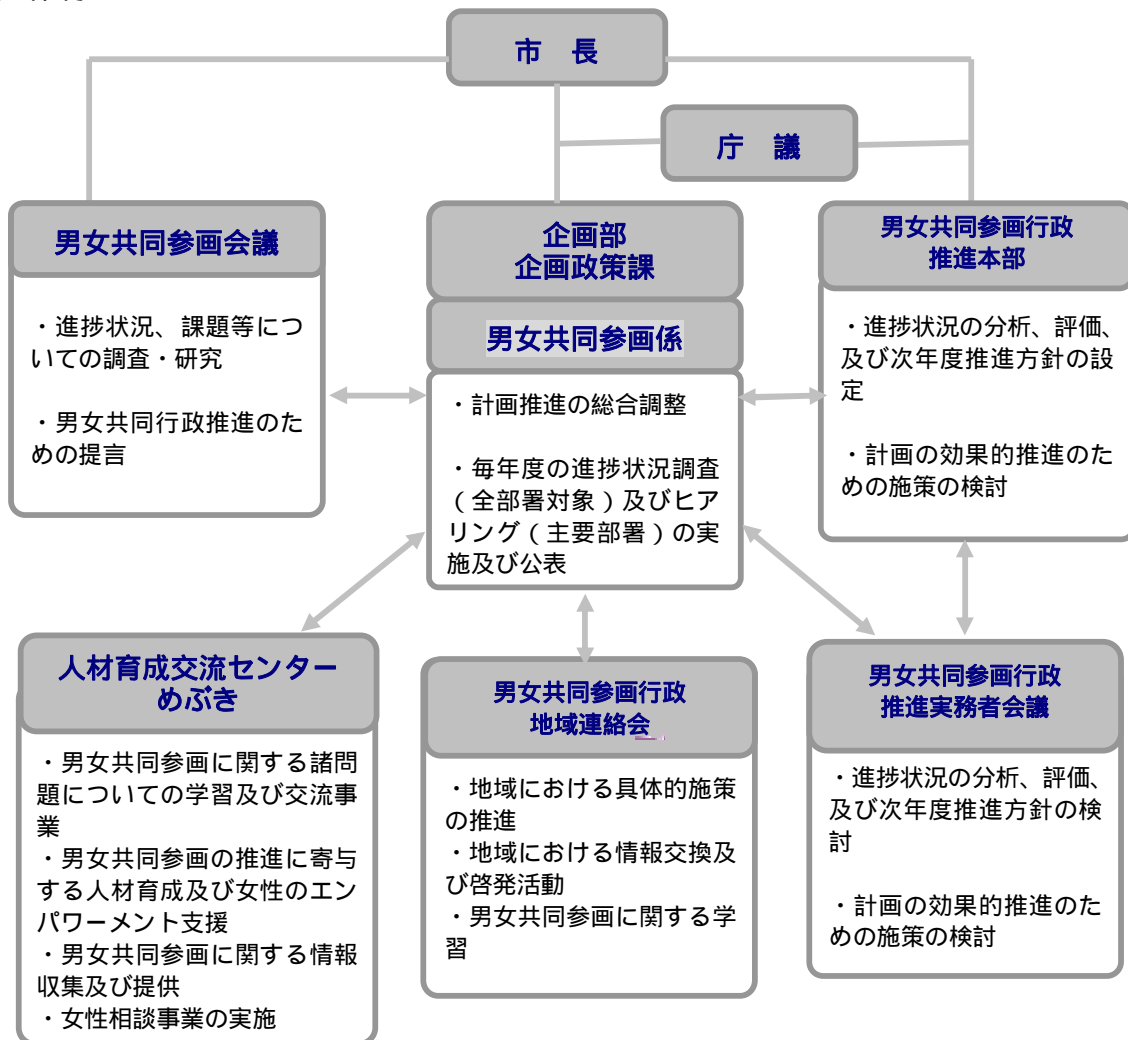 市　長
庁　議
男女共同参画会議
・進捗状況、課題等につ
いての調査・研究
・男女共同行政推進のた
めの提言
企画部
企画政策課
男女共同参画係
・計画推進の総合調整
・毎年度の進捗状況調査
（全部署対象）及びヒア
リング（主要部署）の実
施及び公表
男女共同参画行政
推進本部
・進捗状況の分析、評価、
及び次年度推進方針の設
定
・計画の効果的推進のた
めの施策の検討
人材育成交流センター
めぶき
・男女共同参画に関する諸問
題についての学習及び交流事
業
・男女共同参画の推進に寄与
する人材育成及び女性のエン
パワーメント支援
・男女共同参画に関する情報
収集及び提供
・女性相談事業の実施
男女共同参画行政
地域連絡会
・地域における具体的施策
の推進
・地域における情報交換及
び啓発活動
・男女共同参画に関する学
習
男女共同参画行政
推進実務者会議
・進捗状況の分析、評価、
及び次年度推進方針の検
討
・計画の効果的推進のた
めの施策の検討